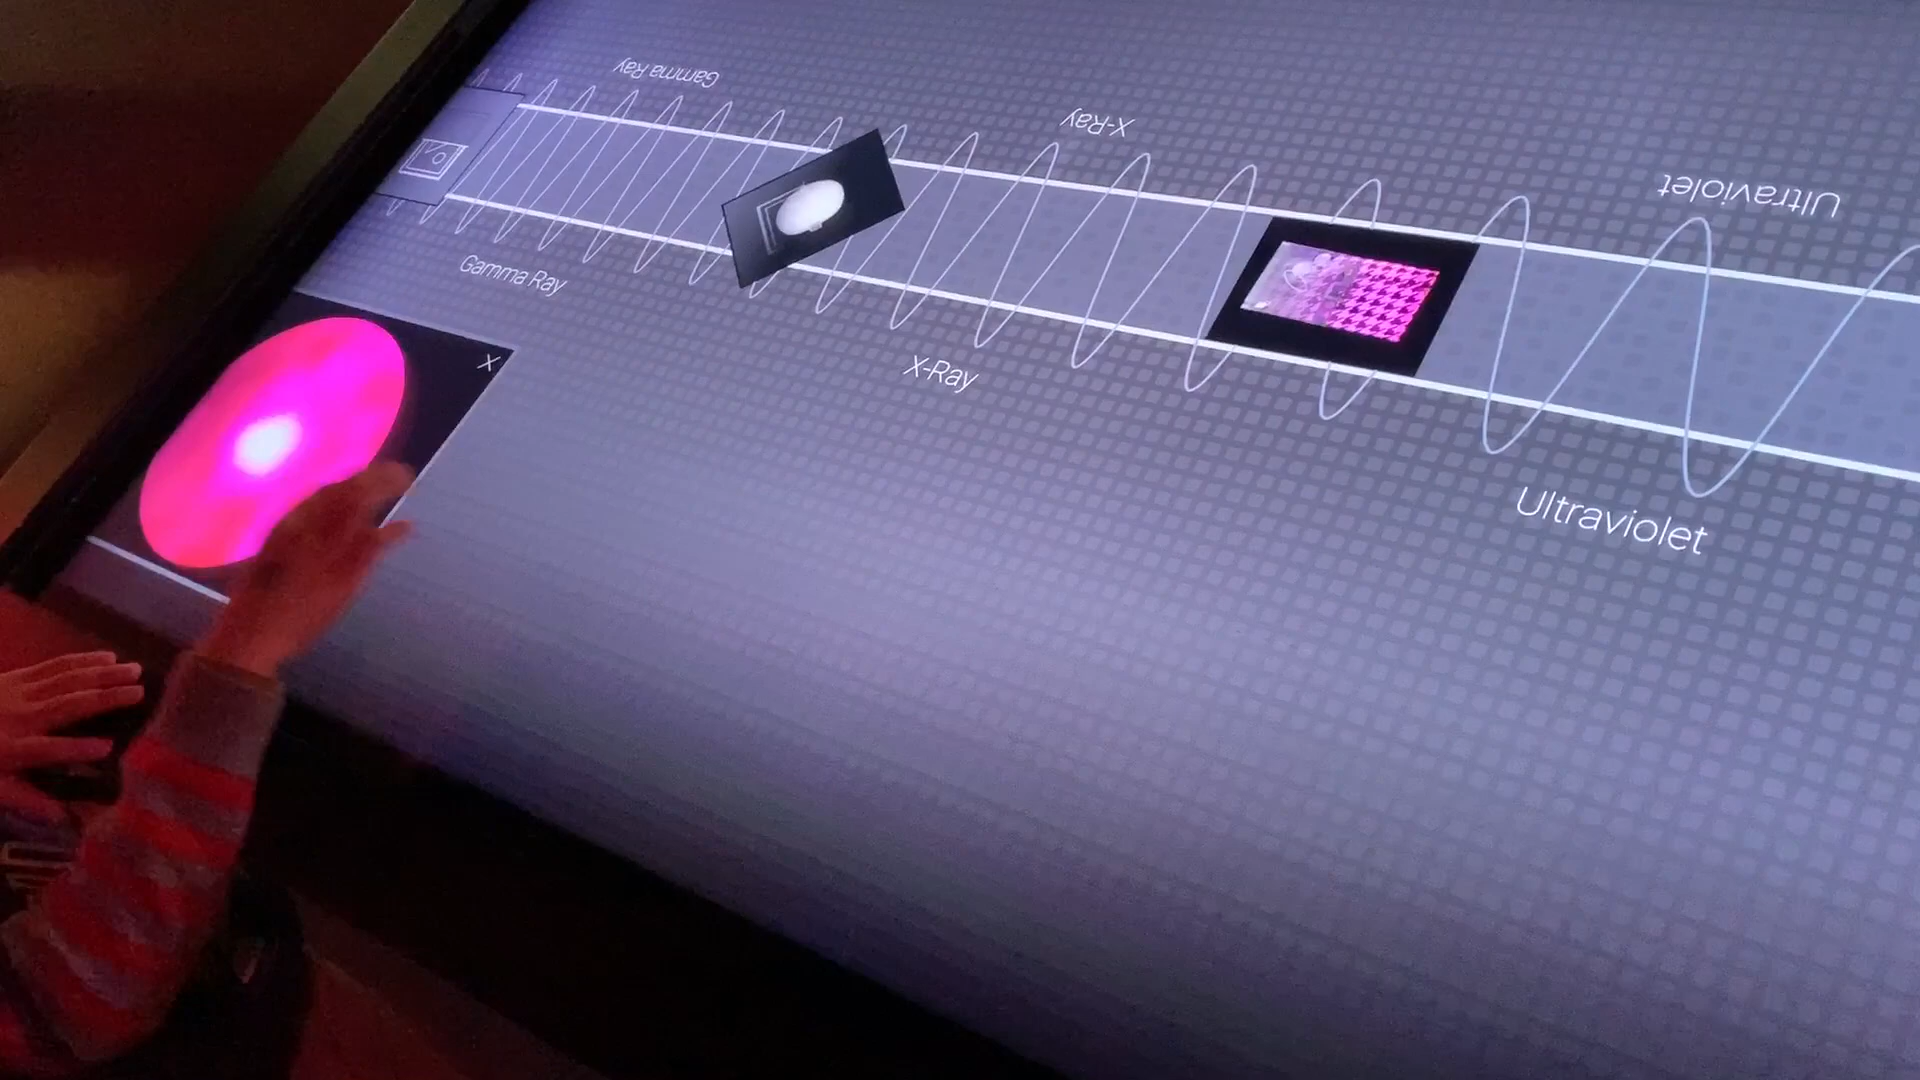 Gamma Ray
X-Ray
Ultraviolet
Gamma Ray
X
X-Ray
Ultraviolet